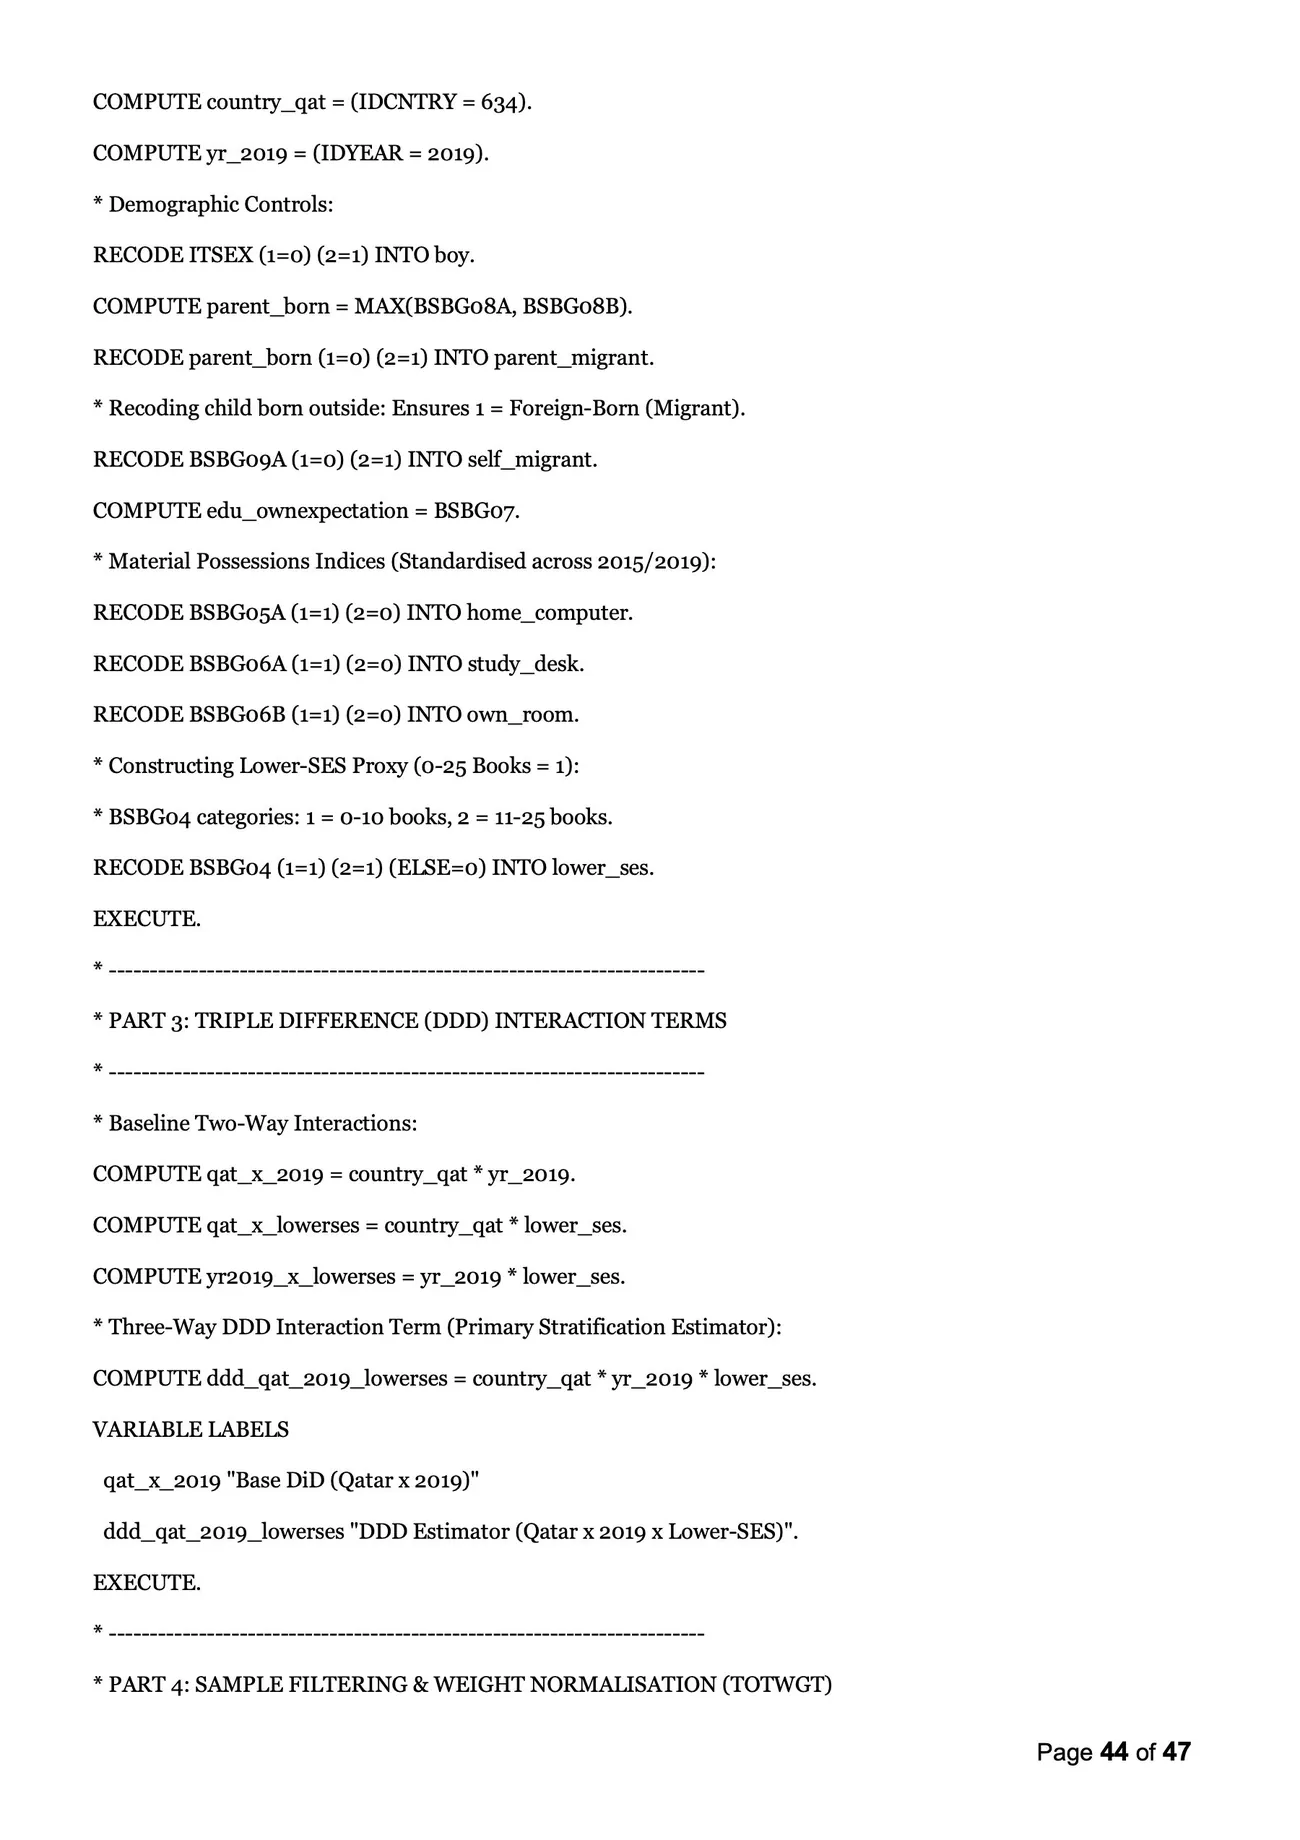 COMPUTE country_qat = (IDCNTRY = 634).
COMPUTE yr_2019 = (IDYEAR = 2019).
* Demographic Controls:
RECODE ITSEX (1=0) (2=1) INTO boy.
COMPUTE parent_born = MAX(BSBG08A, BSBG08B).
RECODE parent_born (1=0) (2=1) INTO parent_migrant.
* Recoding child born outside: Ensures 1 = Foreign-Born (Migrant).
RECODE BSBG09A (1=0) (2=1) INTO self_migrant.
COMPUTE edu_ownexpectation = BSBG07.
* Material Possessions Indices (Standardised across 2015/2019):
RECODE BSBG05A (1=1) (2=0) INTO home_computer.
RECODE BSBG06A (1=1) (2=0) INTO study_desk.
RECODE BSBG06B (1=1) (2=0) INTO own_room.
* Constructing Lower-SES Proxy (0-25 Books = 1):
* BSBG04 categories: 1 = 0-10 books, 2 = 11-25 books.
RECODE BSBG04 (1=1) (2=1) (ELSE=0) INTO lower_ses.
EXECUTE.
* -------------------------------------------------------------------------
* PART 3: TRIPLE DIFFERENCE (DDD) INTERACTION TERMS
* -------------------------------------------------------------------------
* Baseline Two-Way Interactions:
COMPUTE qat_x_2019 = country_qat * yr_2019.
COMPUTE qat_x_lowerses = country_qat * lower_ses.
COMPUTE yr2019_x_lowerses = yr_2019 * lower_ses.
* Three-Way DDD Interaction Term (Primary Stratification Estimator):
COMPUTE ddd_qat_2019_lowerses = country_qat * yr_2019 * lower_ses.
VARIABLE LABELS
qat_x_2019 "Base DiD (Qatar x 2019)"
ddd_qat_2019_lowerses "DDD Estimator (Qatar x 2019 x Lower-SES)".
EXECUTE.
* -------------------------------------------------------------------------
* PART 4: SAMPLE FILTERING & WEIGHT NORMALISATION (TOTWGT)
Page 44 of 47